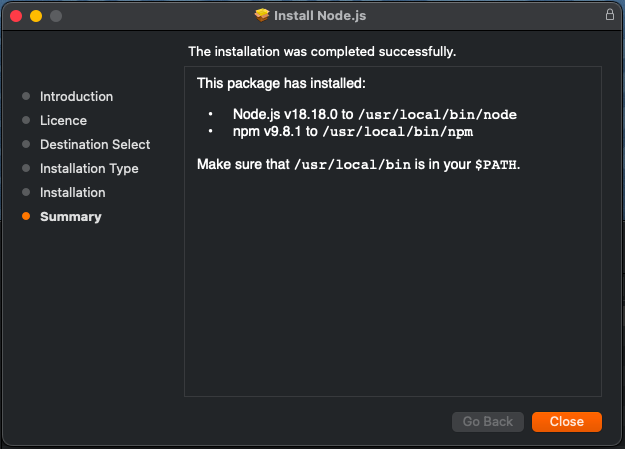 Install Node.js
The installation was completed successfully.
Introduction
Licence
Destination Select
Installation Type
Installation
Summary
This package has installed:
• Node.js v18.18.0 to /usr/local/bin/node
• npm v9.8.1 to /usr/local/bin/npm
Make sure that /usr/local/bin is in your $PATH.
Go Back
Close